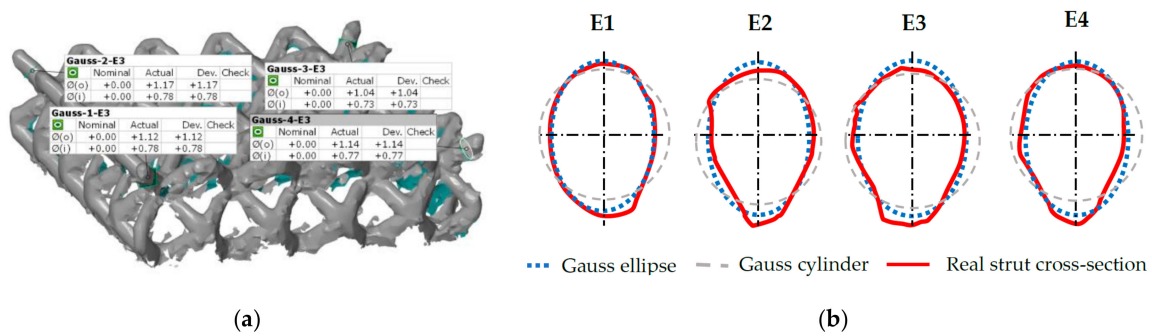 Gauss-2-E3
Nominal Actual Dev. Check
Ø(o) +0.00 +1.17 +1.17
Ø(i) +0.00 +0.78 +0.78
Gauss-3-E3
Nominal Actual Dev. Check
Ø(o) +0.00 +1.04 +1.04
Ø(i) +0.00 +0.73 +0.73
Gauss-1-E3
Nominal Actual Dev. Check
Ø(o) +0.00 +1.12 +1.12
Ø(i) +0.00 +0.78 +0.78
Gauss-4-E3
Nominal Actual Dev. Check
Ø(o) +0.00 +1.14 +1.14
Ø(i) +0.00 +0.77 +0.77
(a)
E1 E2 E3 E4
Gauss ellipse Gauss cylinder Real strut cross-section
(b)